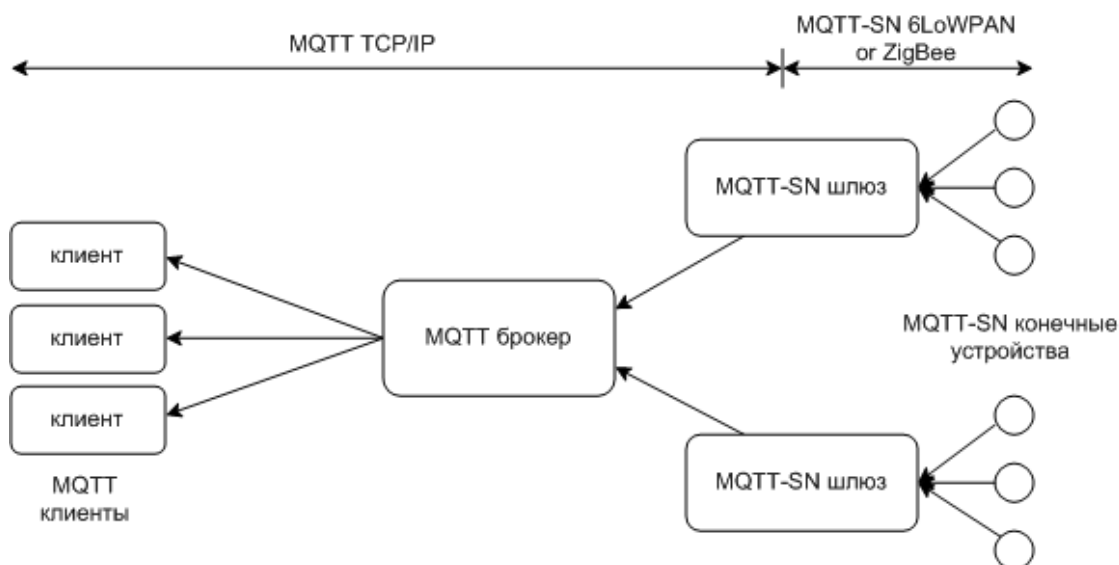 MQTT TCP/IP
MQTT-SN 6LoWPAN
or ZigBee
MQTT-SN шлюз
клиент
клиент
клиент
MQTT брокер
MQTT-SN конечные
устройства
MQTT-SN шлюз
MQTT
клиенты